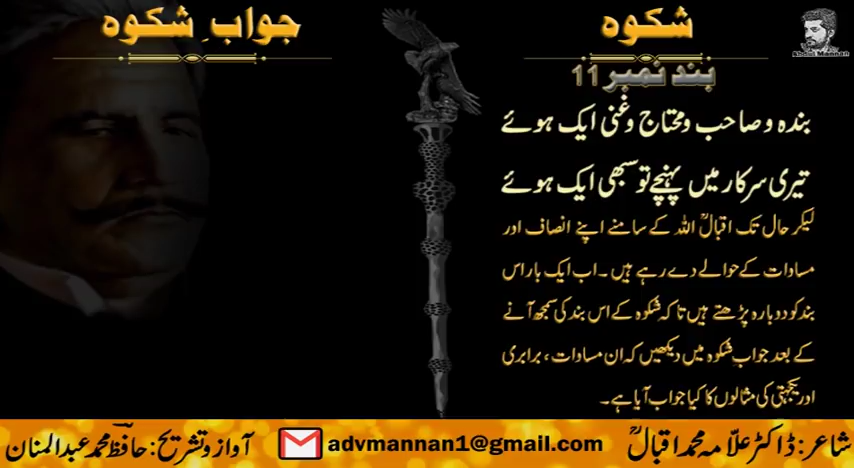 شکوہ
جوابِ شکوہ
Abdul Mannan
بند نمبر 11
بندہ و صاحب و محتاج و غنی ایک ہوئے
تیری سرکار میں پہنچے تو سبھی ایک ہوئے
لیکر حال تک اقبالؒ اللہ کے سامنے اپنے انصاف اور
مساوات کے حوالے دے رہے ہیں۔ اب ایک بار اس
بند کو دوبارہ پڑھتے ہیں تاکہ شکوہ کے اس بند کی سمجھ آنے
کے بعد جواب شکوہ میں دیکھیں کہ ان مساوات، برابری
اور یکجہتی کی مثالوں کا کیا جواب آیا ہے۔
شاعر: ڈاکٹر علّامہ محمد اقبالؒ
advmannan1@gmail.com
آواز و تشریح: حافظ محمد عبدالمنان